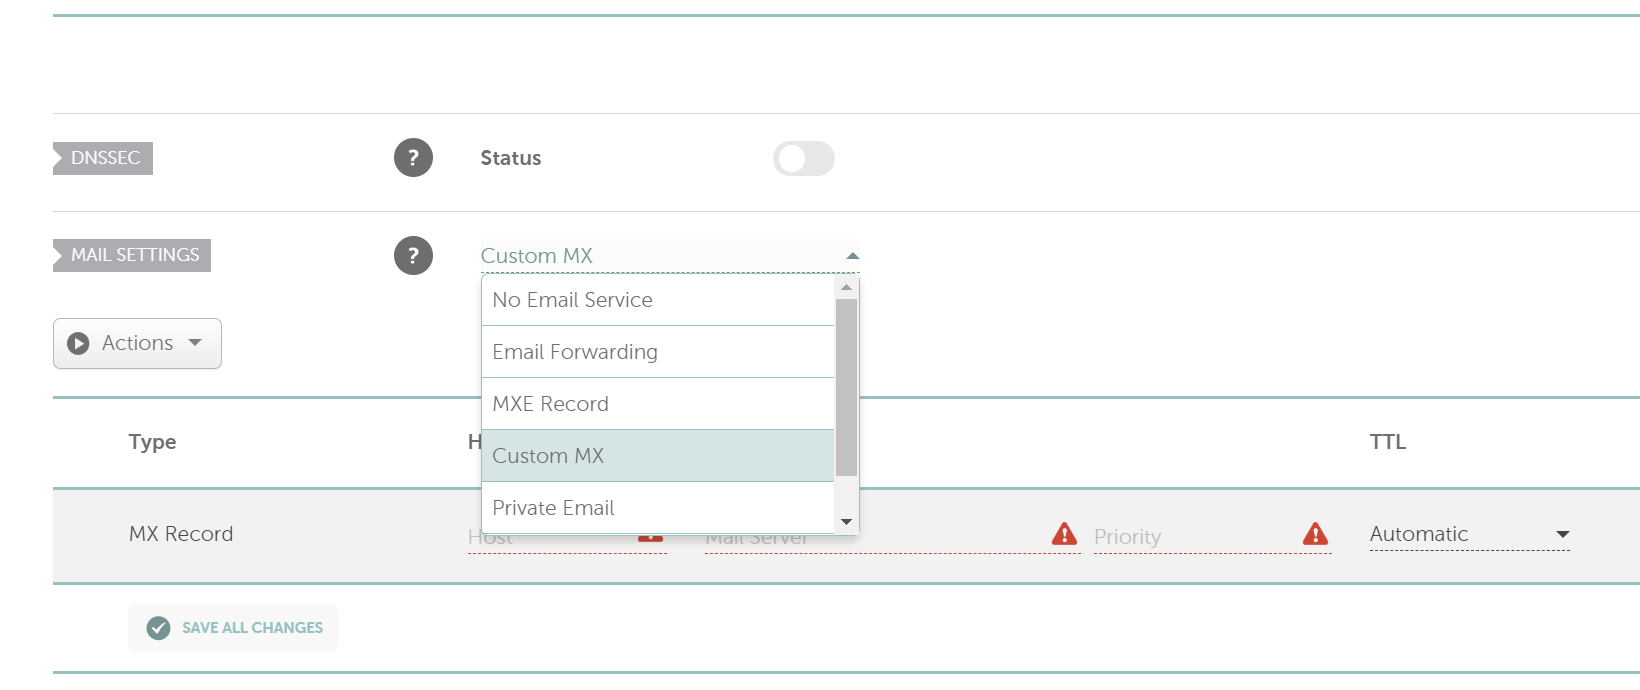 DNSSEC
?
Status
MAIL SETTINGS
?
Custom MX
No Email Service
Email Forwarding
MXE Record
Custom MX
Private Email
Actions
Type
TTL
MX Record
Host
Mail Server
Priority
Automatic
SAVE ALL CHANGES